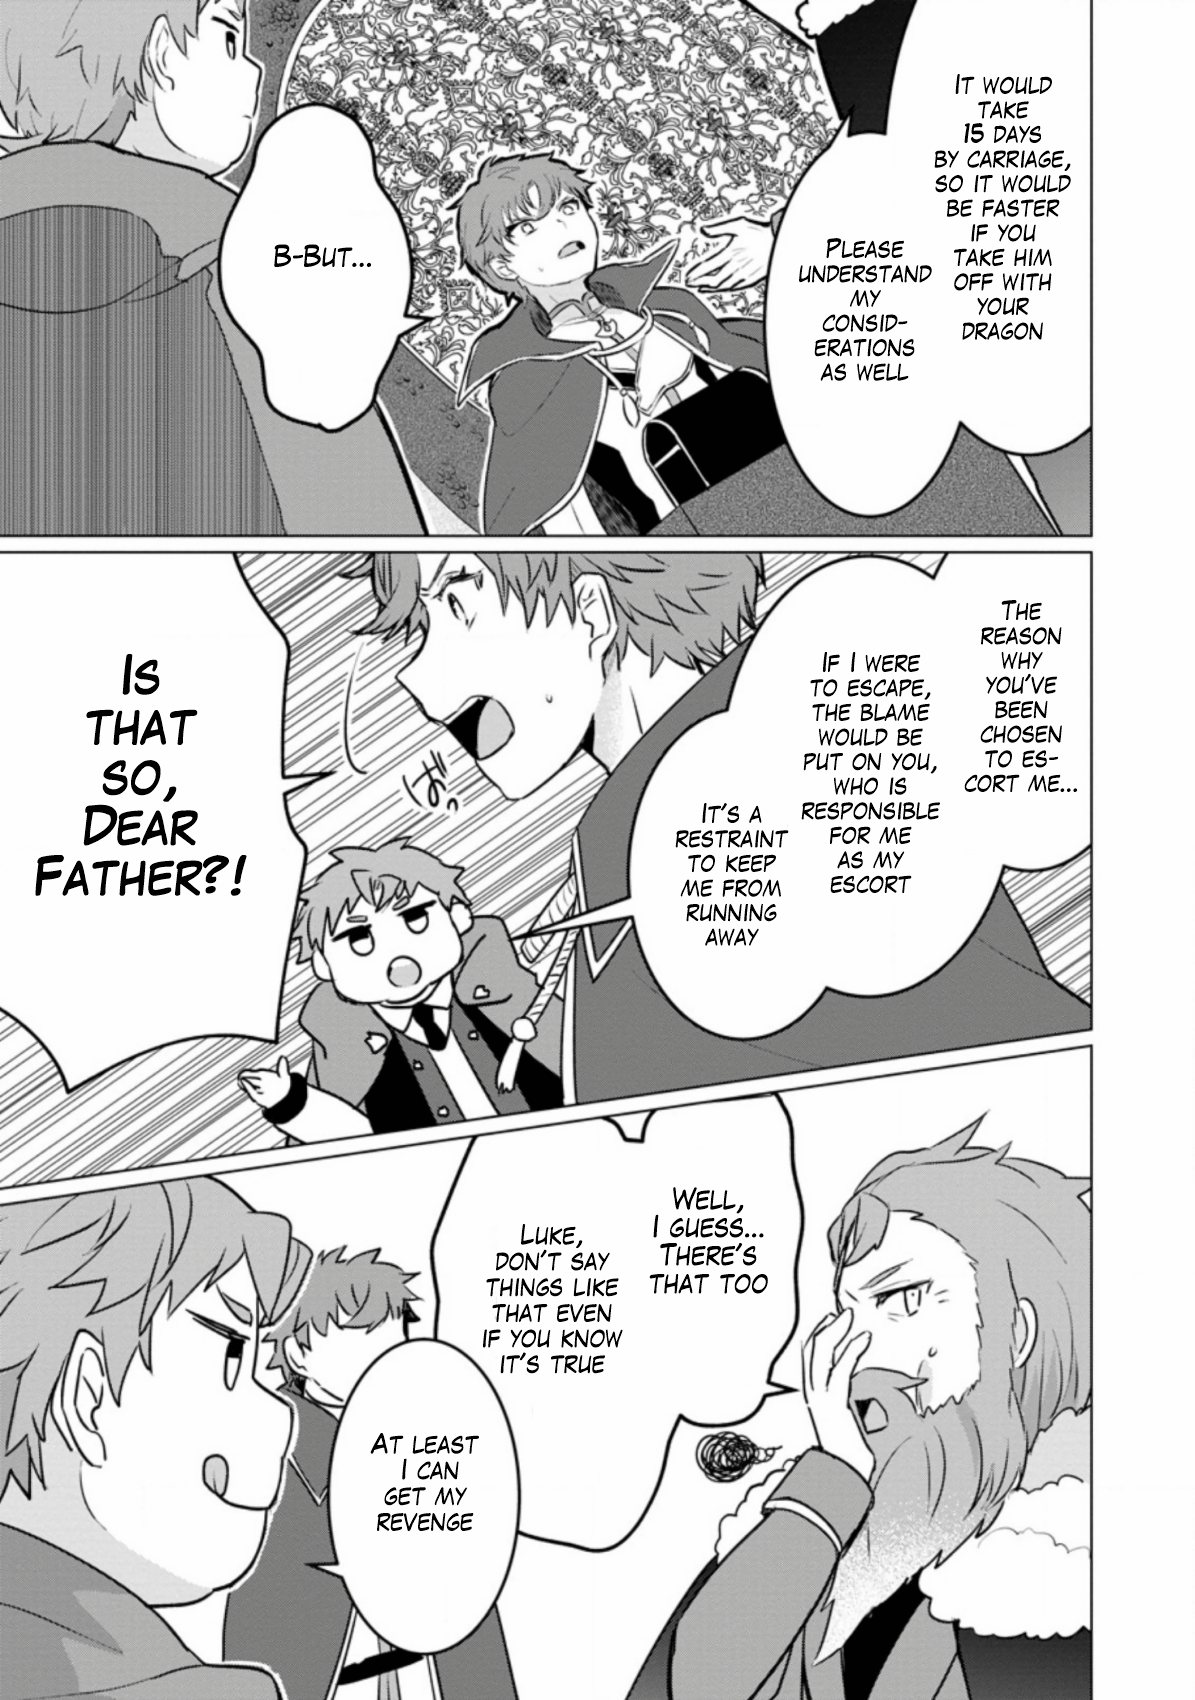 IT WOULD
TAKE
15 DAYS
BY CARRIAGE,
SO IT WOULD
BE FASTER
IF YOU
TAKE HIM
OFF WITH
YOUR
DRAGON
PLEASE
UNDERSTAND
MY
CONSID-
ERATIONS
AS WELL
B-BUT...
THE
REASON
WHY
YOU'VE
BEEN
CHOSEN
TO ES-
CORT ME...
IF I WERE
TO ESCAPE,
THE BLAME
WOULD BE
PUT ON YOU,
WHO IS
RESPONSIBLE
FOR ME
AS MY
ESCORT
IT'S A
RESTRAINT
TO KEEP
ME FROM
RUNNING
AWAY
ばっ
IS
THAT
SO,
DEAR
FATHER?!
WELL,
I GUESS...
THERE'S
THAT TOO
LUKE,
DON'T SAY
THINGS LIKE
THAT EVEN
IF YOU KNOW
IT'S TRUE
AT LEAST
I CAN
GET MY
REVENGE